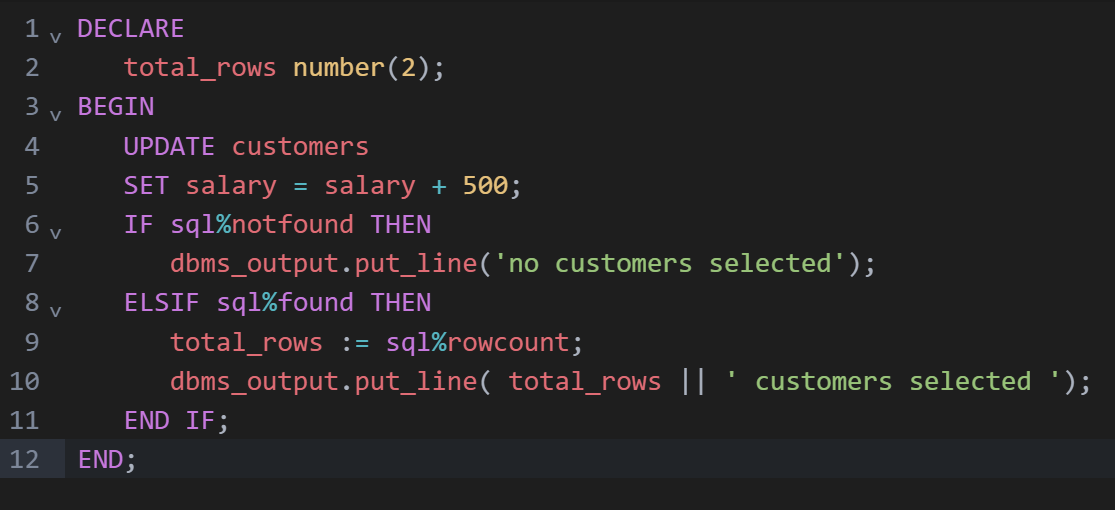 1 v DECLARE
2 total_rows number(2);
3 v BEGIN
4 UPDATE customers
5 SET salary = salary + 500;
6 v IF sql%notfound THEN
7 dbms_output.put_line('no customers selected');
8 v ELSIF sql%found THEN
9 total_rows := sql%rowcount;
10 dbms_output.put_line( total_rows || ' customers selected ');
11 END IF;
12 END;